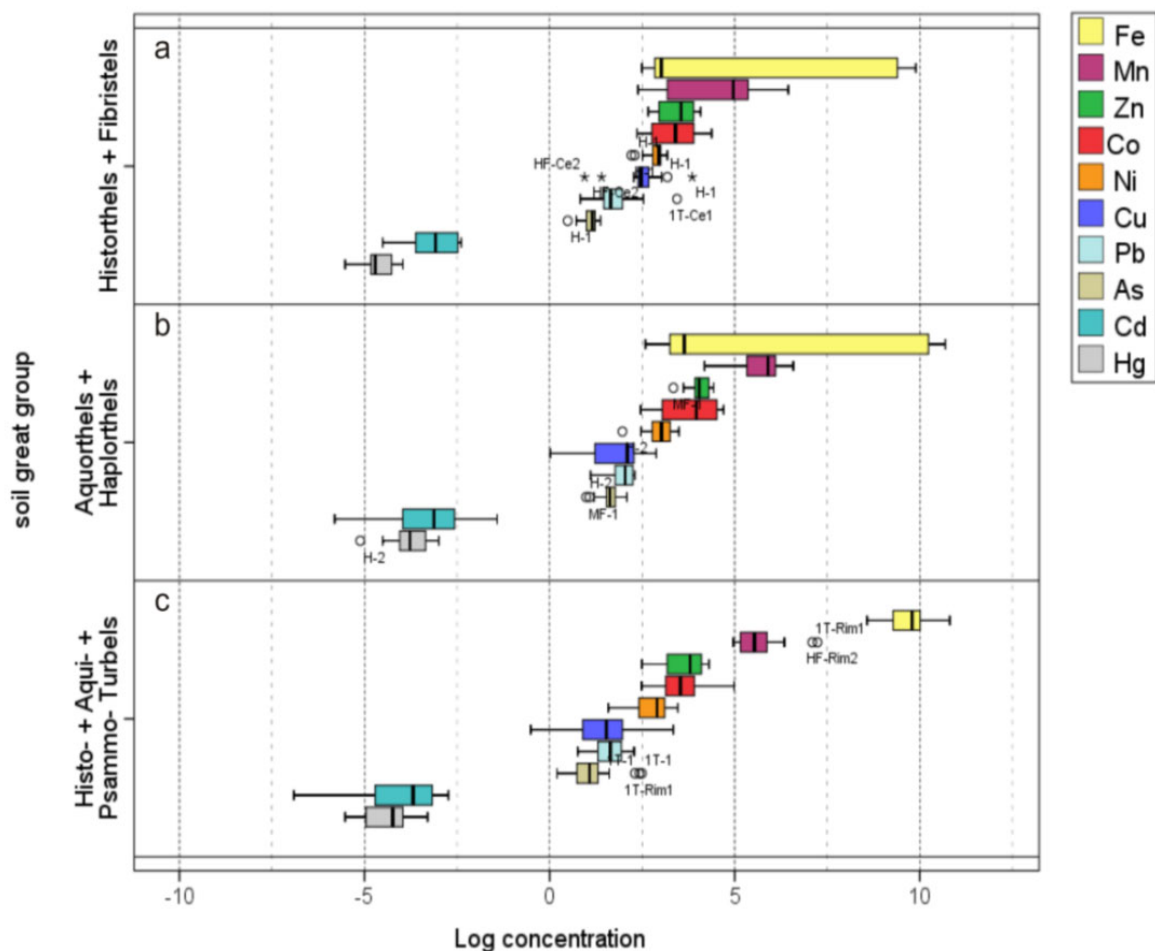 a
Fe
Mn
Zn
Co
Ni
Cu
Pb
As
Cd
Hg
Historthels + Fibristels
HF-Ce2
H-1
H-1
1T-Ce1
H-1
b
Aquorthels +
Haplorthels
MF-1
H-2
MF-1
H-2
soil great group
c
Histo- + Aqui- +
Psammo- Turbels
1T-Rim1
HF-Rim2
1T-1
1T-Rim1
-10
-5
0
5
10
Log concentration